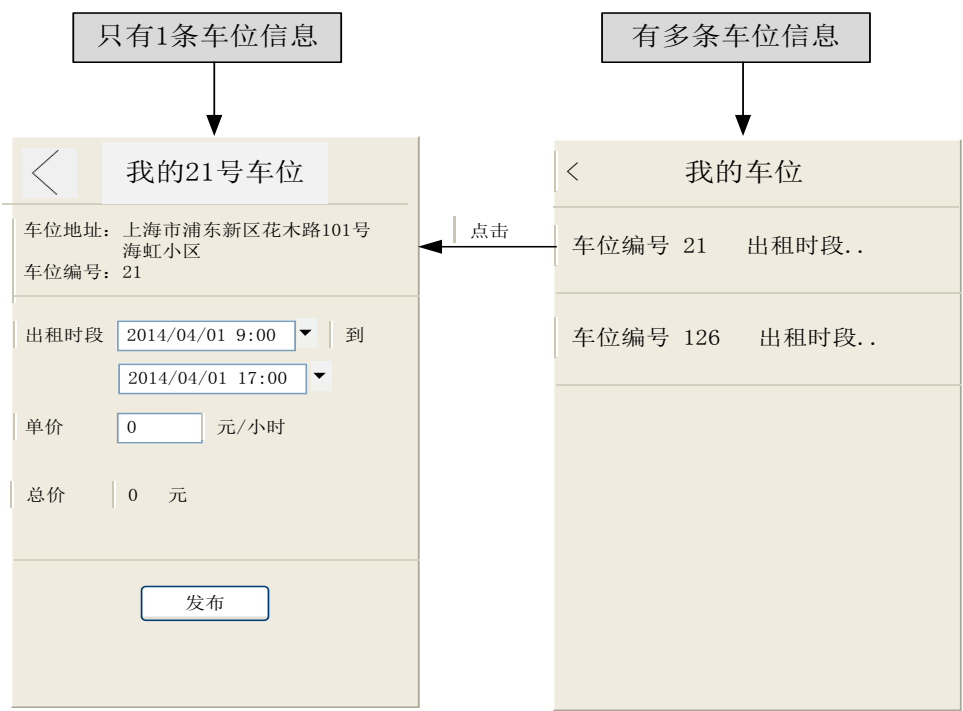 只有1条车位信息
有多条车位信息
我的21号车位
车位地址：上海市浦东新区花木路101号
海虹小区
车位编号：21
出租时段 2014/04/01 9:00 到
2014/04/01 17:00
单价 0 元/小时
总价 0 元
发布
点击
< 我的车位
车位编号 21 出租时段..
车位编号 126 出租时段..